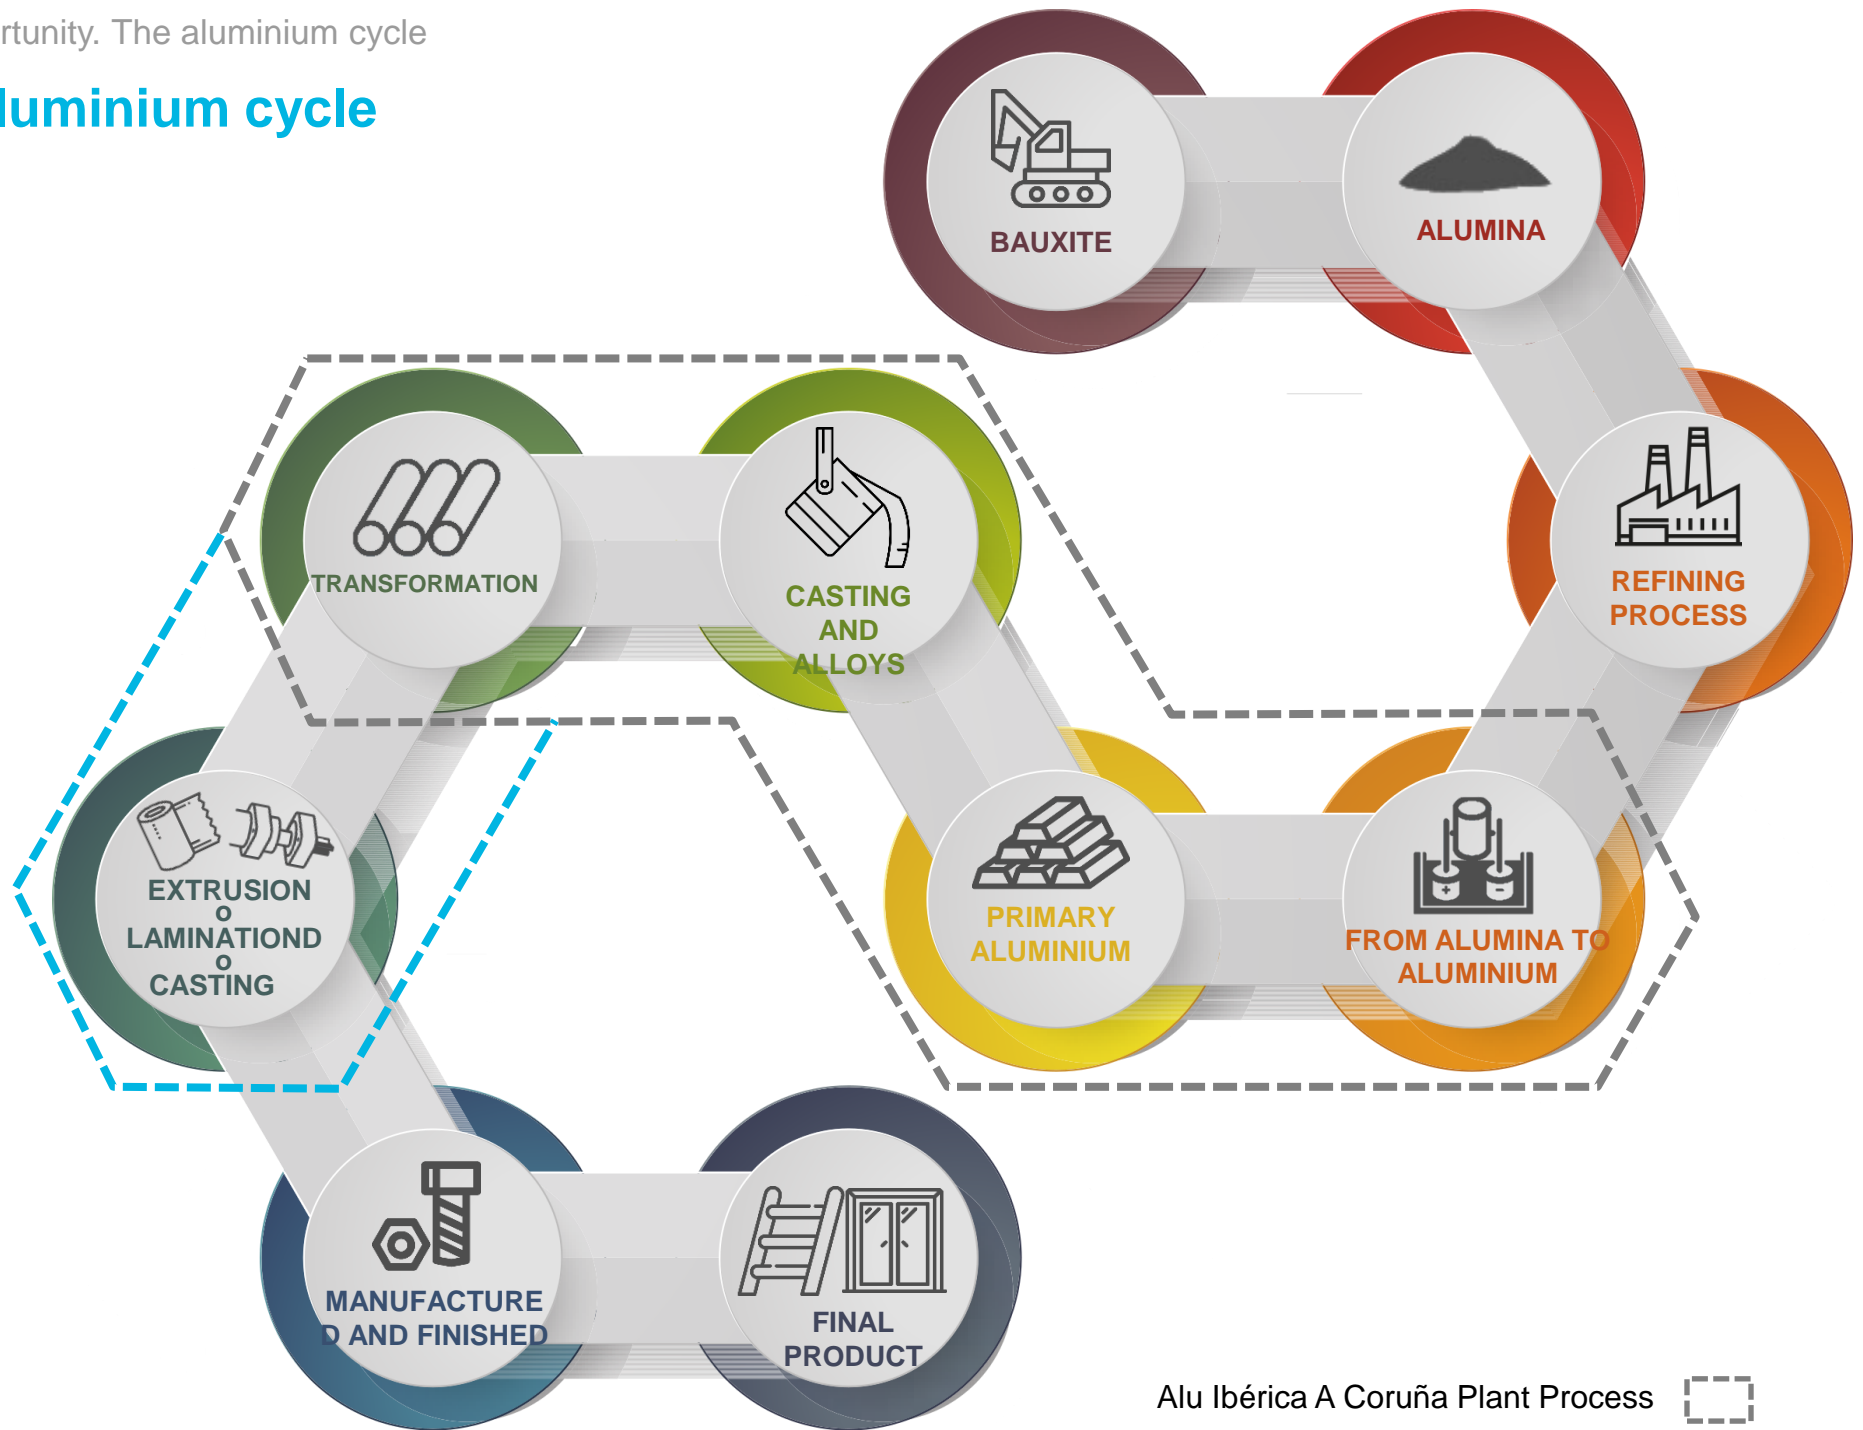 rtunity. The aluminium cycle
luminium cycle
BAUXITE
ALUMINA
REFINING
PROCESS
TRANSFORMATION
CASTING
AND
ALLOYS
EXTRUSION
o
LAMINATIOND
o
CASTING
PRIMARY
ALUMINIUM
FROM ALUMINA TO
ALUMINIUM
+ -
MANUFACTURE
D AND FINISHED
FINAL
PRODUCT
Alu Ibérica A Coruña Plant Process